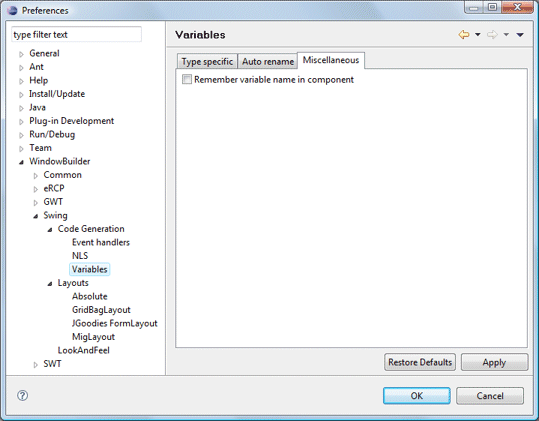 Preferences
type filter text
General
Ant
Help
Install/Update
Java
Plug-in Development
Run/Debug
Team
WindowBuilder
Common
eRCP
GWT
Swing
Code Generation
Event handlers
NLS
Variables
Layouts
Absolute
GridBagLayout
JGoodies FormLayout
MigLayout
LookAndFeel
SWT
Variables
Type specific Auto rename Miscellaneous
Remember variable name in component
Restore Defaults Apply
? OK Cancel